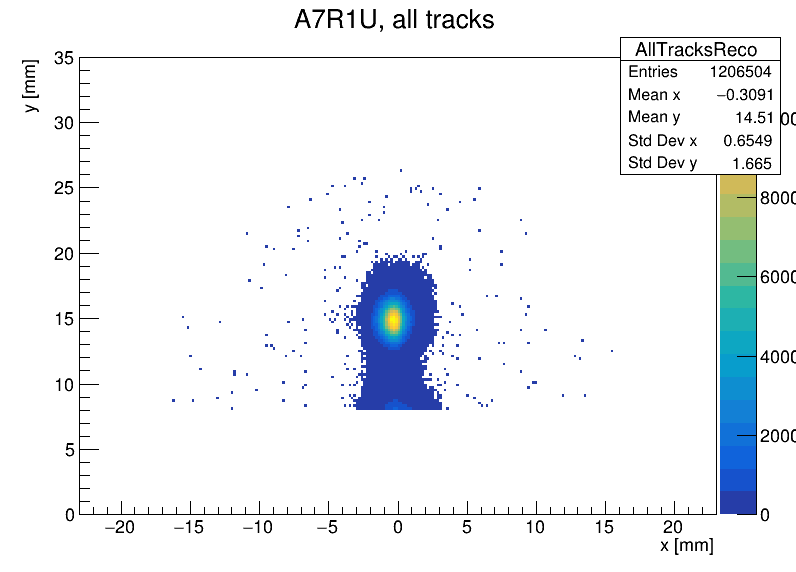 A7R1U, all tracks
AllTracksReco
Entries 1206504
Mean x −0.3091
Mean y 14.51
Std Dev x 0.6549
Std Dev y 1.665
y [mm]
35
30
25
20
15
10
5
0
−20 −15 −10 −5 0 5 10 15 20
x [mm]
8000
6000
4000
2000
0